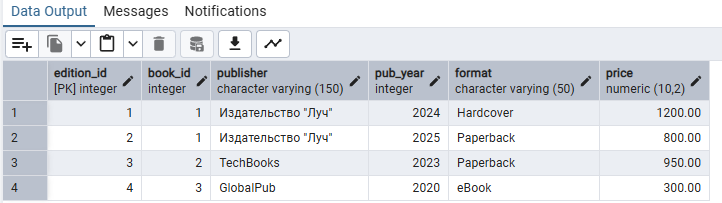 Data Output Messages Notifications
edition_id [PK] integer book_id integer publisher character varying (150) pub_year integer format character varying (50) price numeric (10,2)
1 1 1 Издательство "Луч" 2024 Hardcover 1200.00
2 2 1 Издательство "Луч" 2025 Paperback 800.00
3 3 2 TechBooks 2023 Paperback 950.00
4 4 3 GlobalPub 2020 eBook 300.00